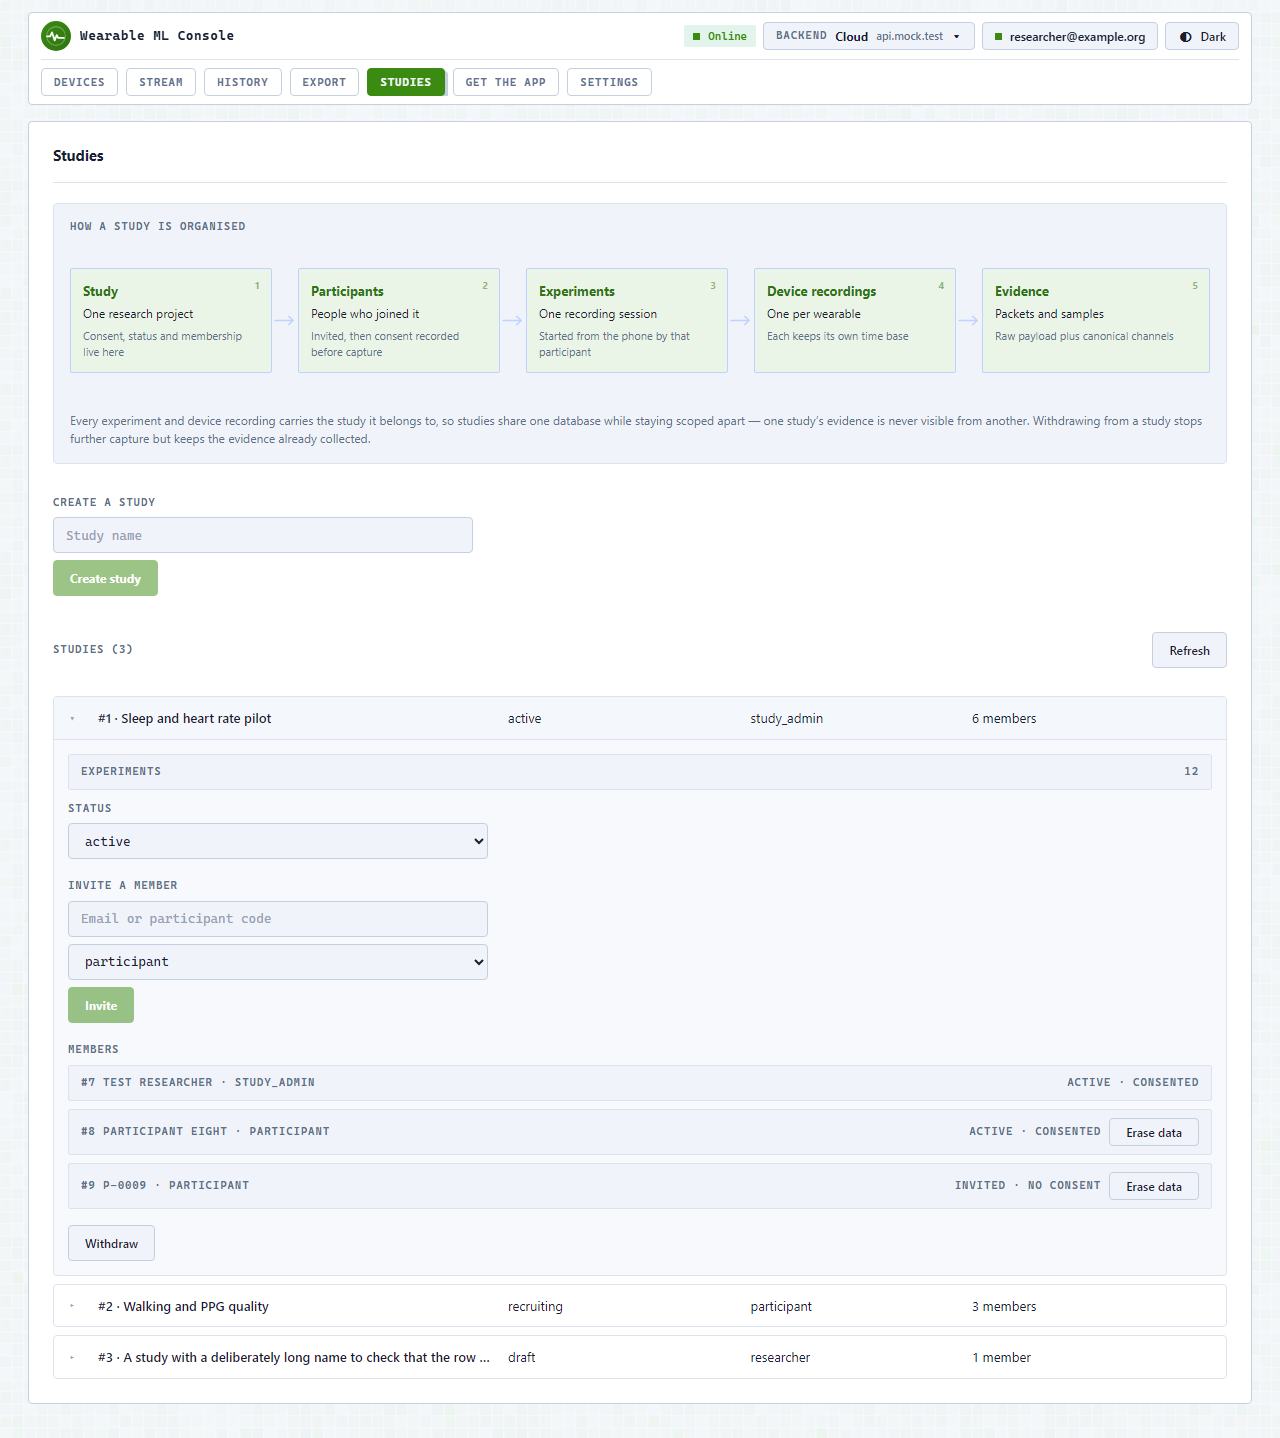 Wearable ML Console
Online
BACKEND Cloud api.mock.test
researcher@example.org
Dark
DEVICES
STREAM
HISTORY
EXPORT
STUDIES
GET THE APP
SETTINGS
Studies
HOW A STUDY IS ORGANISED
Study 1
One research project
Consent, status and membership
live here
Participants 2
People who joined it
Invited, then consent recorded
before capture
Experiments 3
One recording session
Started from the phone by that
participant
Device recordings 4
One per wearable
Each keeps its own time base
Evidence 5
Packets and samples
Raw payload plus canonical channels
Every experiment and device recording carries the study it belongs to, so studies share one database while staying scoped apart — one study's evidence is never visible from another. Withdrawing from a study stops
further capture but keeps the evidence already collected.
CREATE A STUDY
Study name
Create study
STUDIES (3)
Refresh
#1 · Sleep and heart rate pilot active study_admin 6 members
EXPERIMENTS 12
STATUS
active
INVITE A MEMBER
Email or participant code
participant
Invite
MEMBERS
#7 TEST RESEARCHER · STUDY_ADMIN ACTIVE · CONSENTED
#8 PARTICIPANT EIGHT · PARTICIPANT ACTIVE · CONSENTED Erase data
#9 P-0009 · PARTICIPANT INVITED · NO CONSENT Erase data
Withdraw
#2 · Walking and PPG quality recruiting participant 3 members
#3 · A study with a deliberately long name to check that the row ... draft researcher 1 member